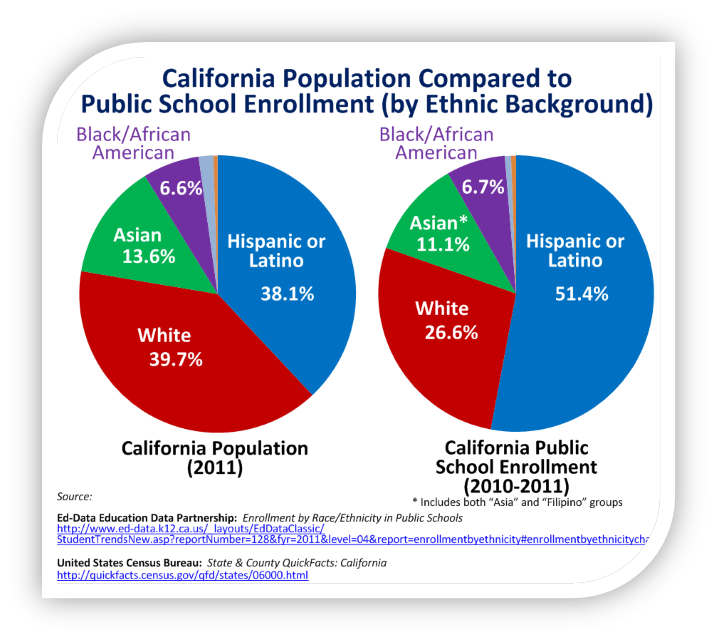 California Population Compared to
Public School Enrollment (by Ethnic Background)
Black/African
American
6.6%
Asian
13.6%
Hispanic or
Latino
38.1%
White
39.7%
California Population
(2011)
Black/African
American
6.7%
Asian*
11.1%
Hispanic or
Latino
51.4%
White
26.6%
California Public
School Enrollment
(2010-2011)
* Includes both “Asia” and “Filipino” groups
Source:
Ed-Data Education Data Partnership: Enrollment by Race/Ethnicity in Public Schools
http://www.ed-data.k12.ca.us/_layouts/EdDataClassic/
StudentTrendsNew.asp?reportNumber=128&fyr=2011&level=04&report=enrollmentbyethnicity#enrollmentbyethnicitycha
United States Census Bureau: State & County QuickFacts: California
http://quickfacts.census.gov/qfd/states/06000.html